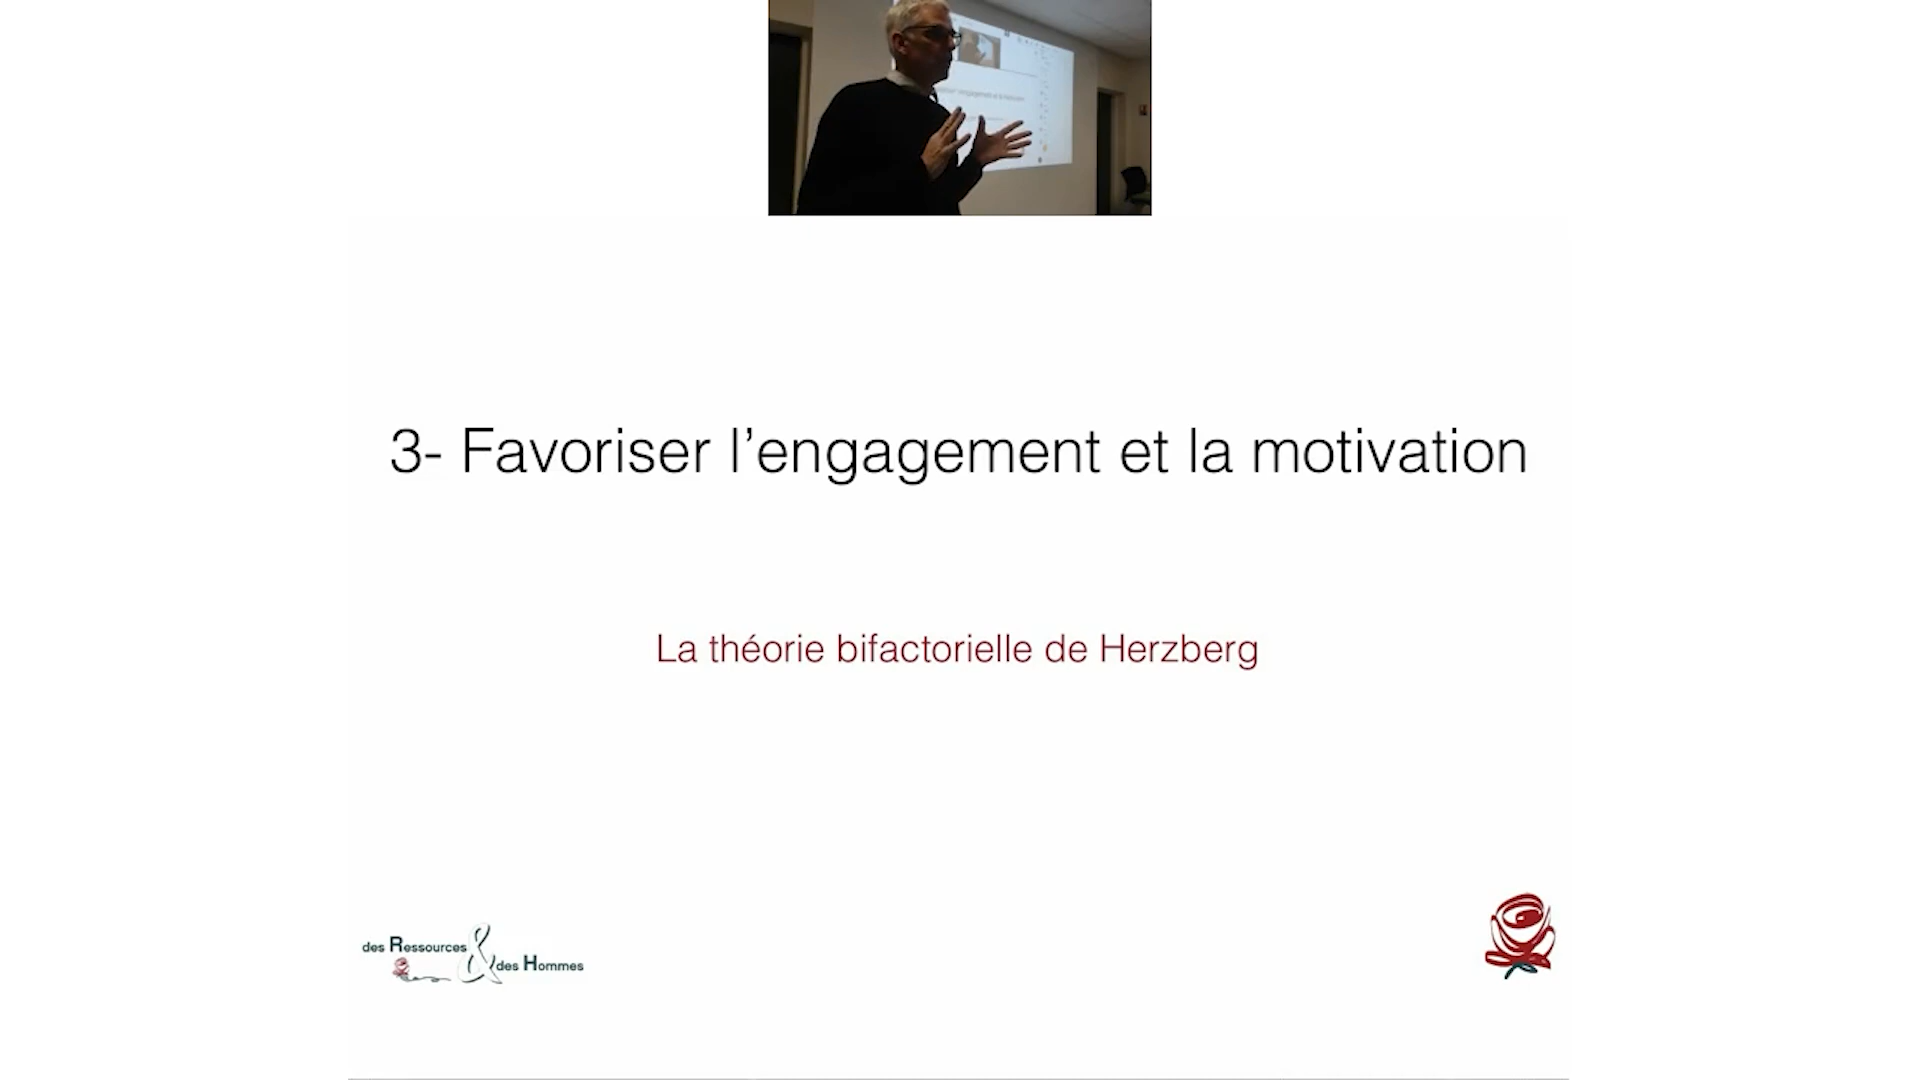 3- Favoriser l’engagement et la motivation
La théorie bifactorielle de Herzberg
des Ressources
&
des Hommes